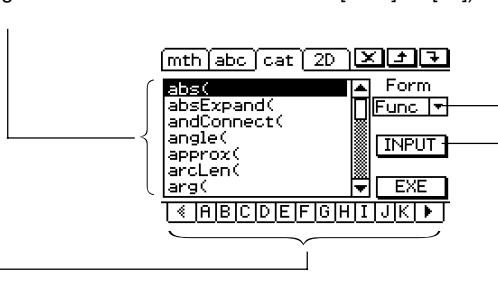 mth abc cat 2D
abs( Form
absExpand( Func
andConnect(
angle( INPUT
approx(
arcLen(
arg( EXE
A B C D E F G H I J K